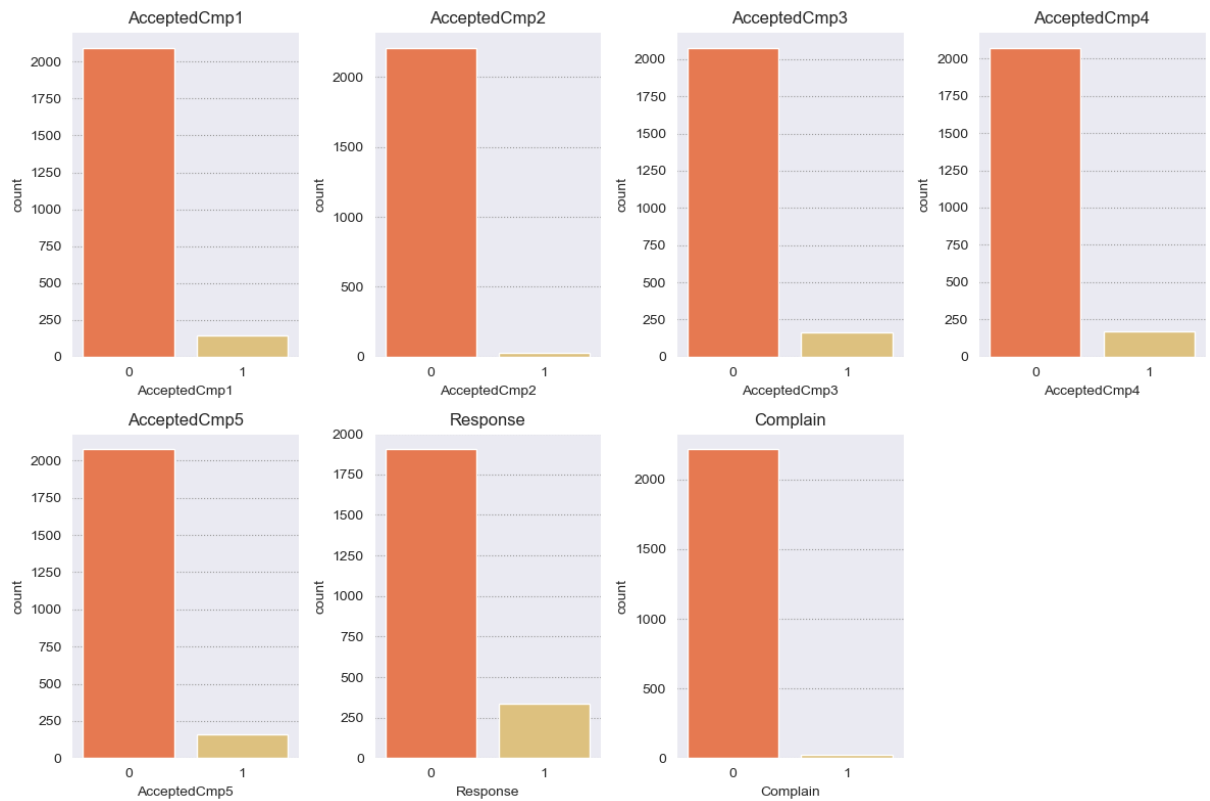 AcceptedCmp1
count
2000
1750
1500
1250
1000
750
500
250
0
0 1
AcceptedCmp1
AcceptedCmp2
count
2000
1500
1000
500
0
0 1
AcceptedCmp2
AcceptedCmp3
count
2000
1750
1500
1250
1000
750
500
250
0
0 1
AcceptedCmp3
AcceptedCmp4
count
2000
1750
1500
1250
1000
750
500
250
0
0 1
AcceptedCmp4
AcceptedCmp5
count
2000
1750
1500
1250
1000
750
500
250
0
0 1
AcceptedCmp5
Response
count
2000
1750
1500
1250
1000
750
500
250
0
0 1
Response
Complain
count
2000
1500
1000
500
0
0 1
Complain